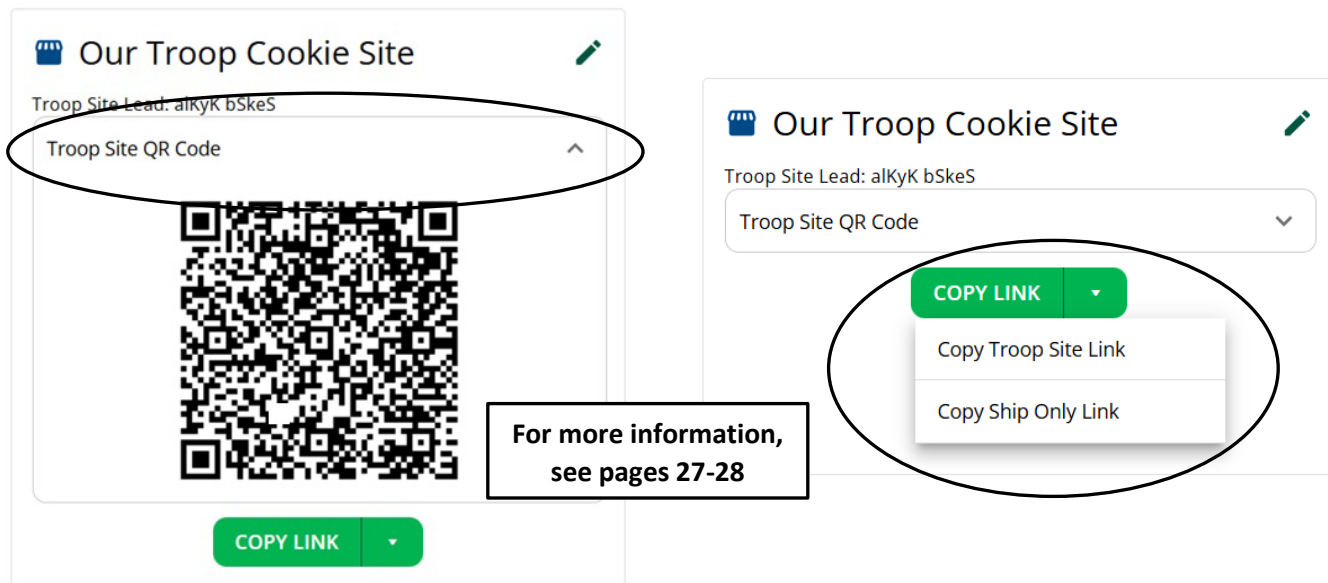 Our Troop Cookie Site
Troop Site Lead: alKyK bSkeS
Troop Site QR Code
COPY LINK
For more information,
see pages 27-28
Our Troop Cookie Site
Troop Site Lead: alKyK bSkeS
Troop Site QR Code
COPY LINK
Copy Troop Site Link
Copy Ship Only Link